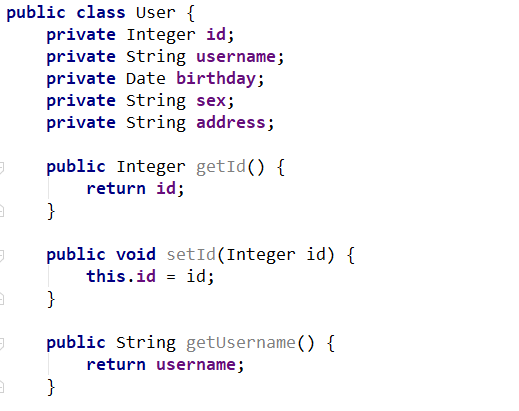 public class User {
    private Integer id;
    private String username;
    private Date birthday;
    private String sex;
    private String address;

    public Integer getId() {
        return id;
    }

    public void setId(Integer id) {
        this.id = id;
    }

    public String getUsername() {
        return username;
    }